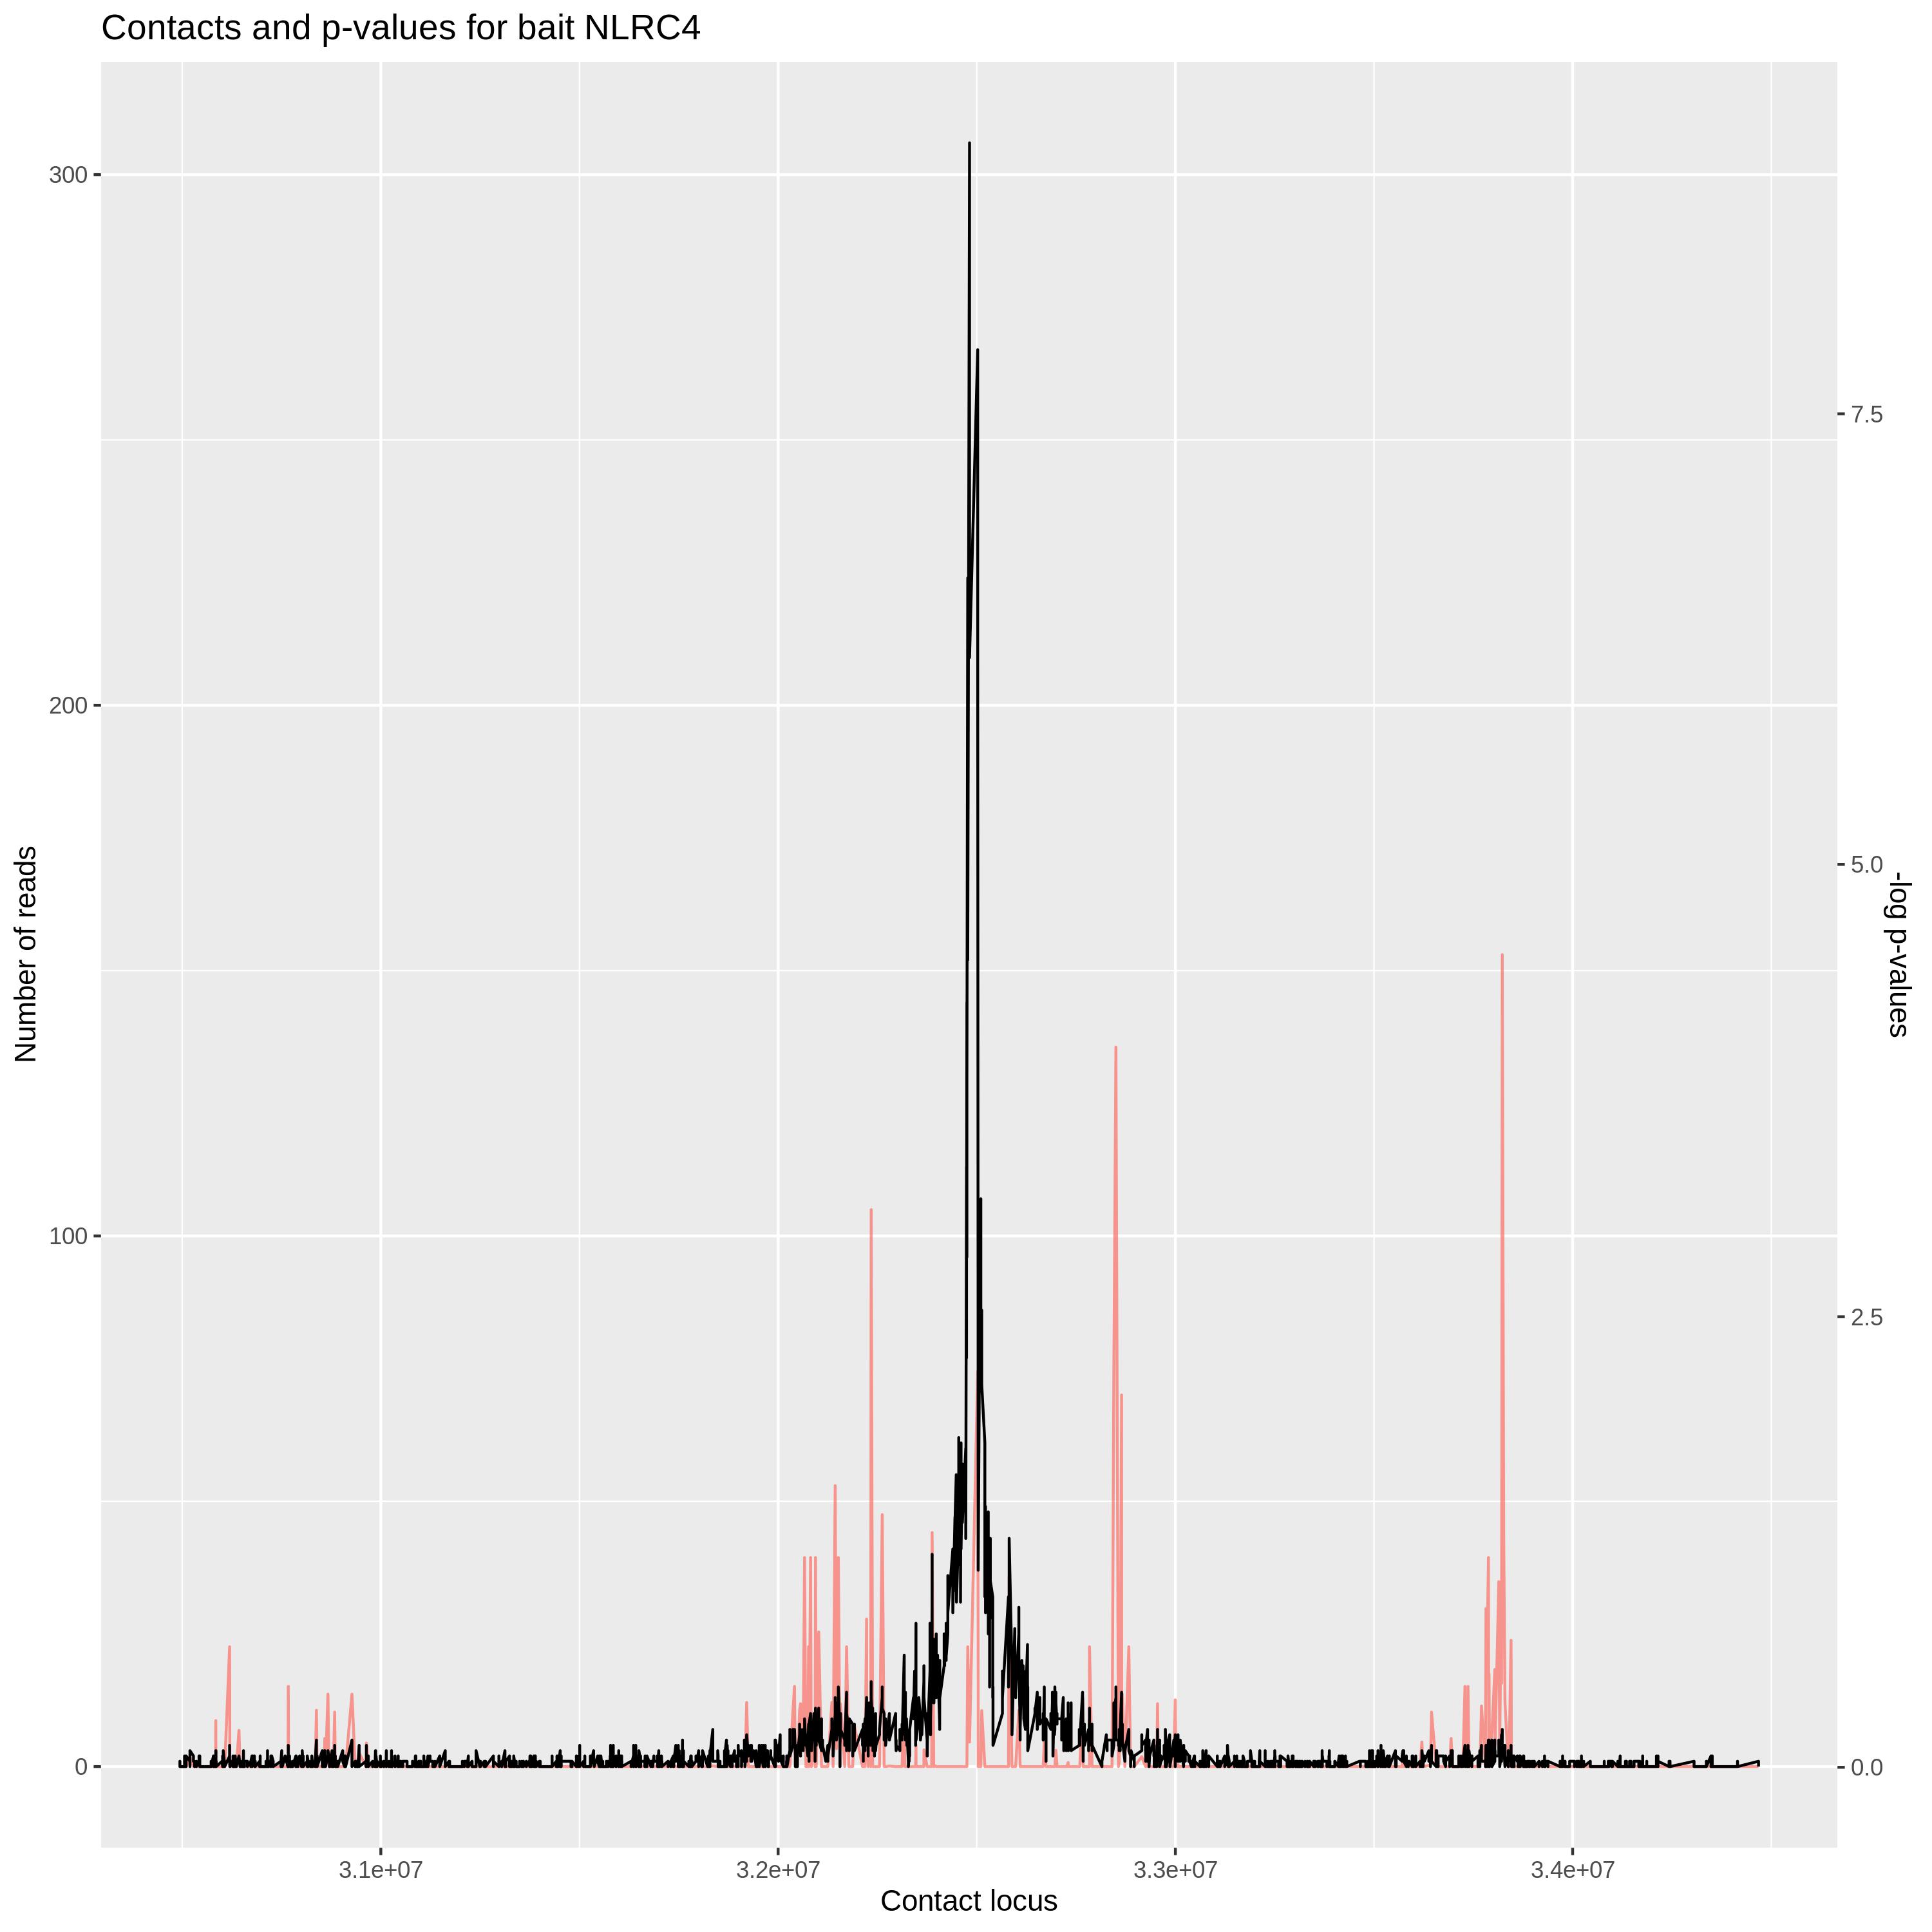 Contacts and p-values for bait NLRC4
300
200
100
0
Number of reads
7.5
5.0
2.5
0.0
-log p-values
3.1e+07 3.2e+07 3.3e+07 3.4e+07
Contact locus